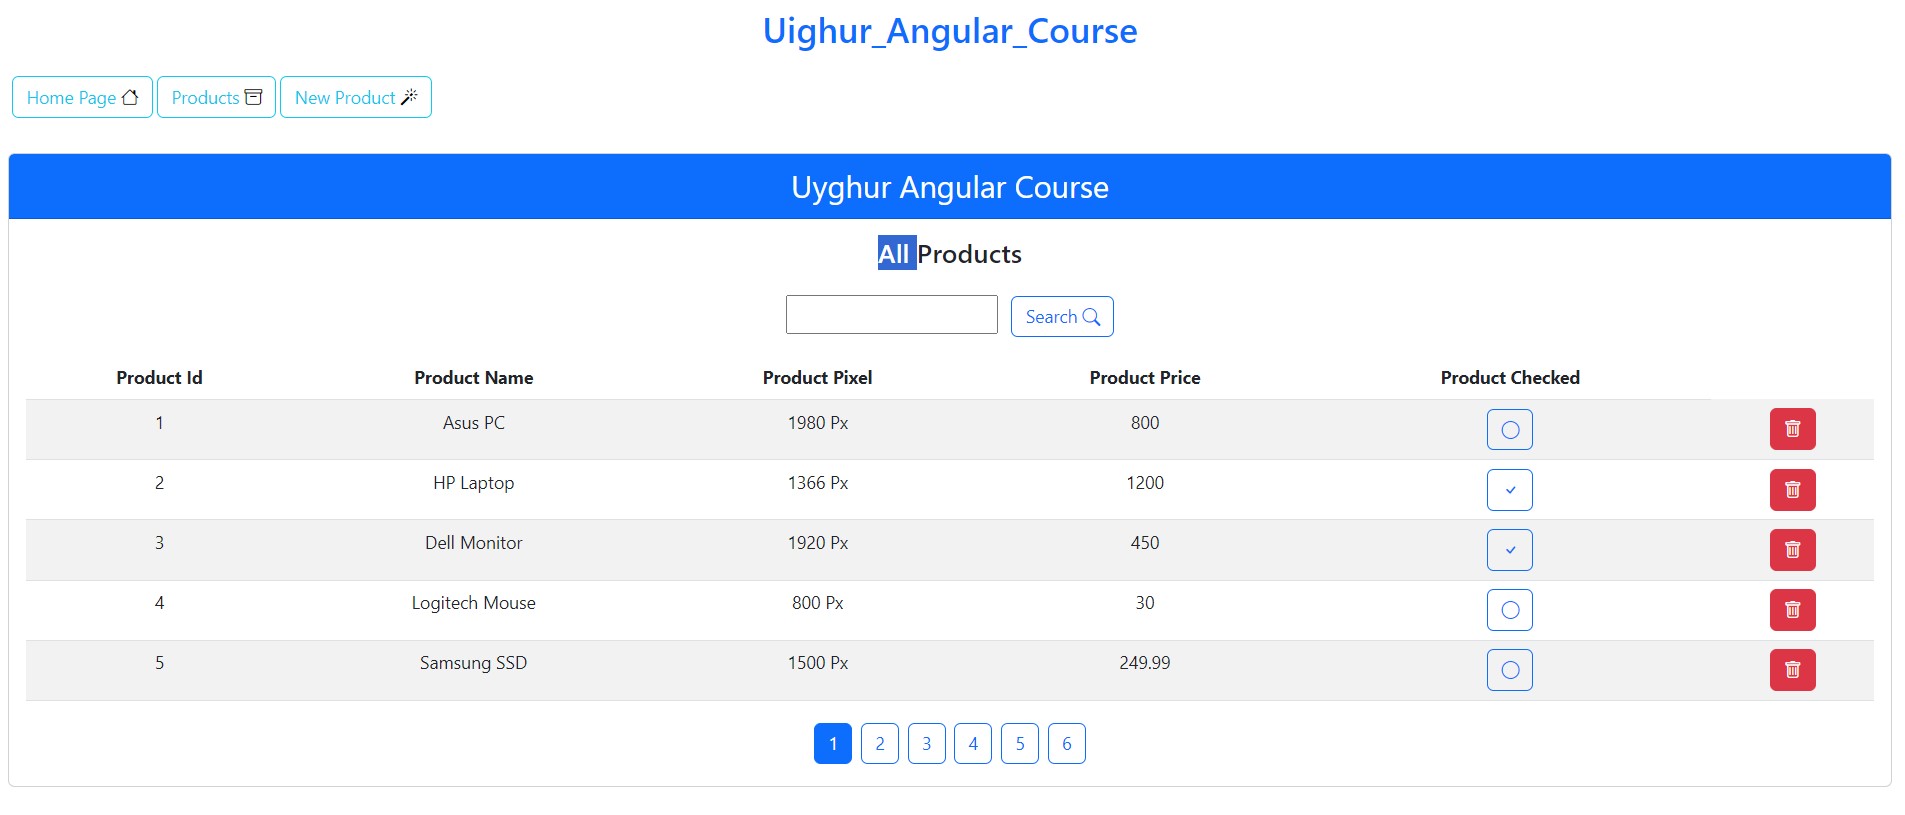 Uighur_Angular_Course
Home Page Products New Product
Uyghur Angular Course
All Products
Search
Product Id Product Name Product Pixel Product Price Product Checked
1 Asus PC 1980 Px 800
2 HP Laptop 1366 Px 1200
3 Dell Monitor 1920 Px 450
4 Logitech Mouse 800 Px 30
5 Samsung SSD 1500 Px 249.99
1 2 3 4 5 6